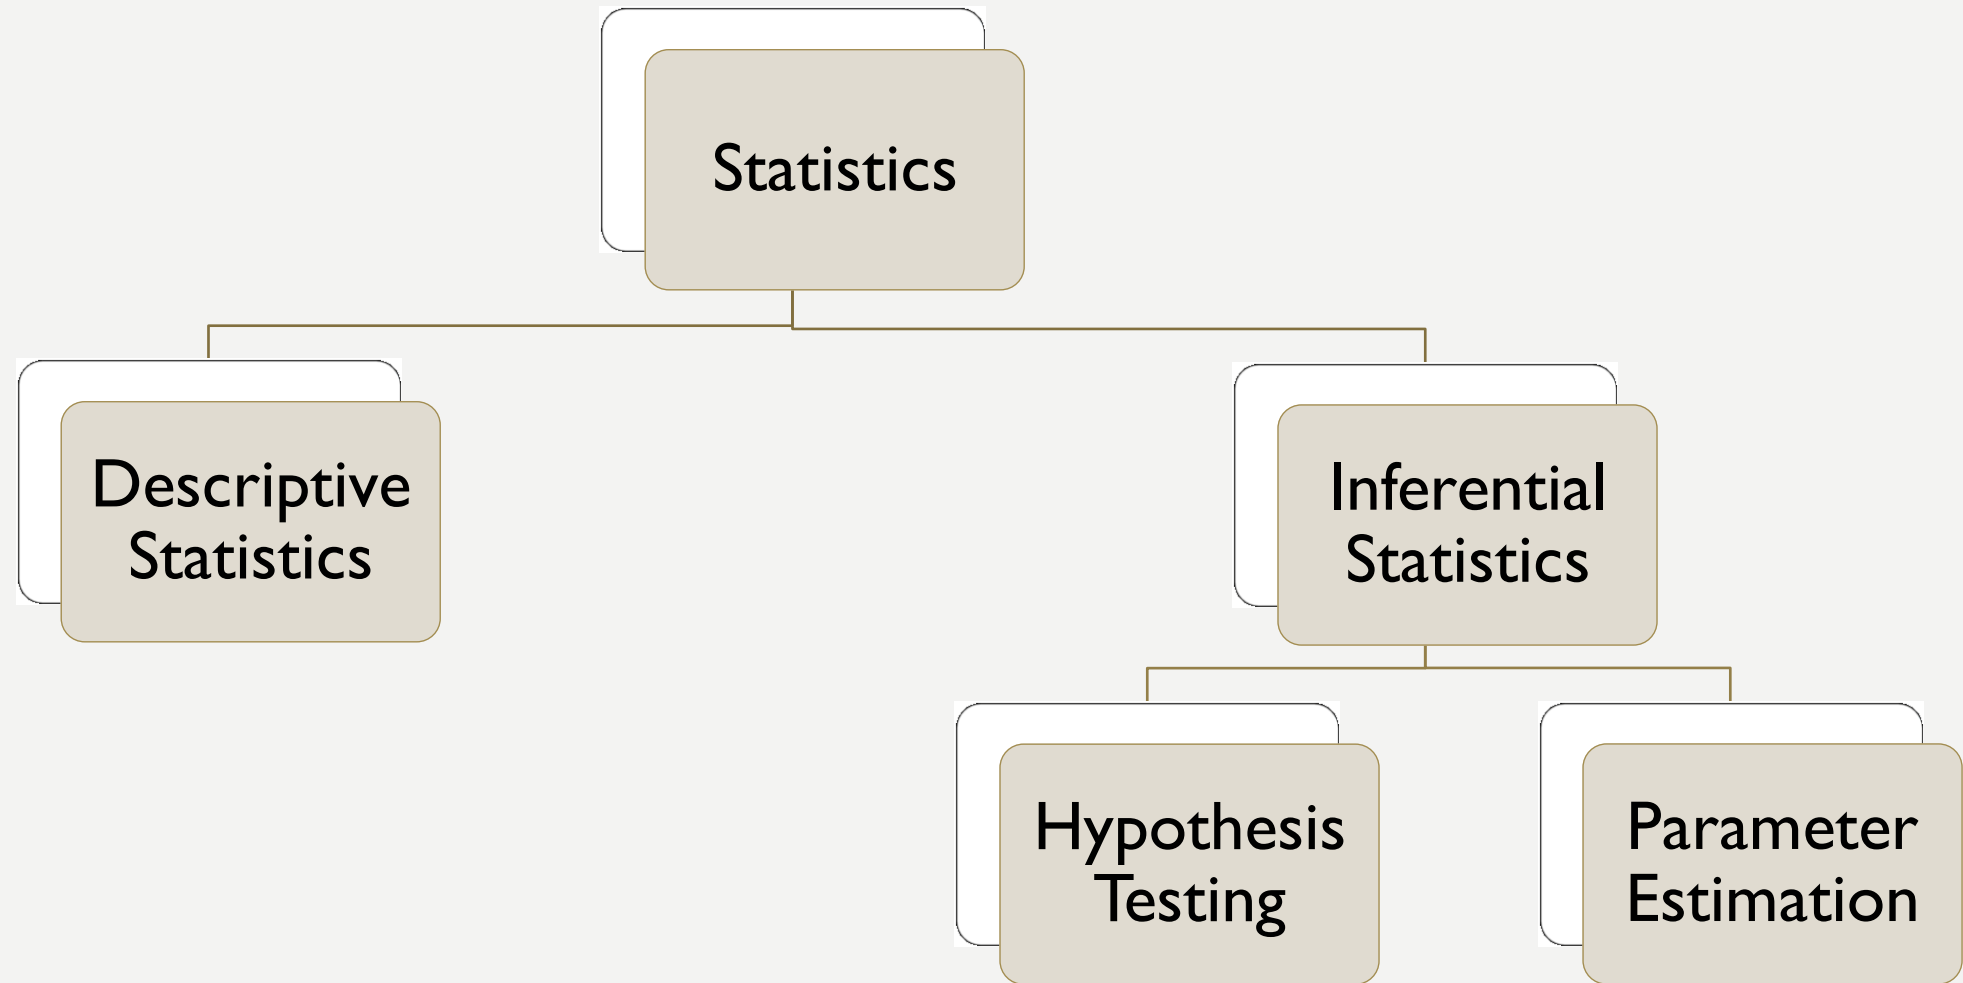 Statistics
Descriptive
Statistics
Inferential
Statistics
Hypothesis
Testing
Parameter
Estimation